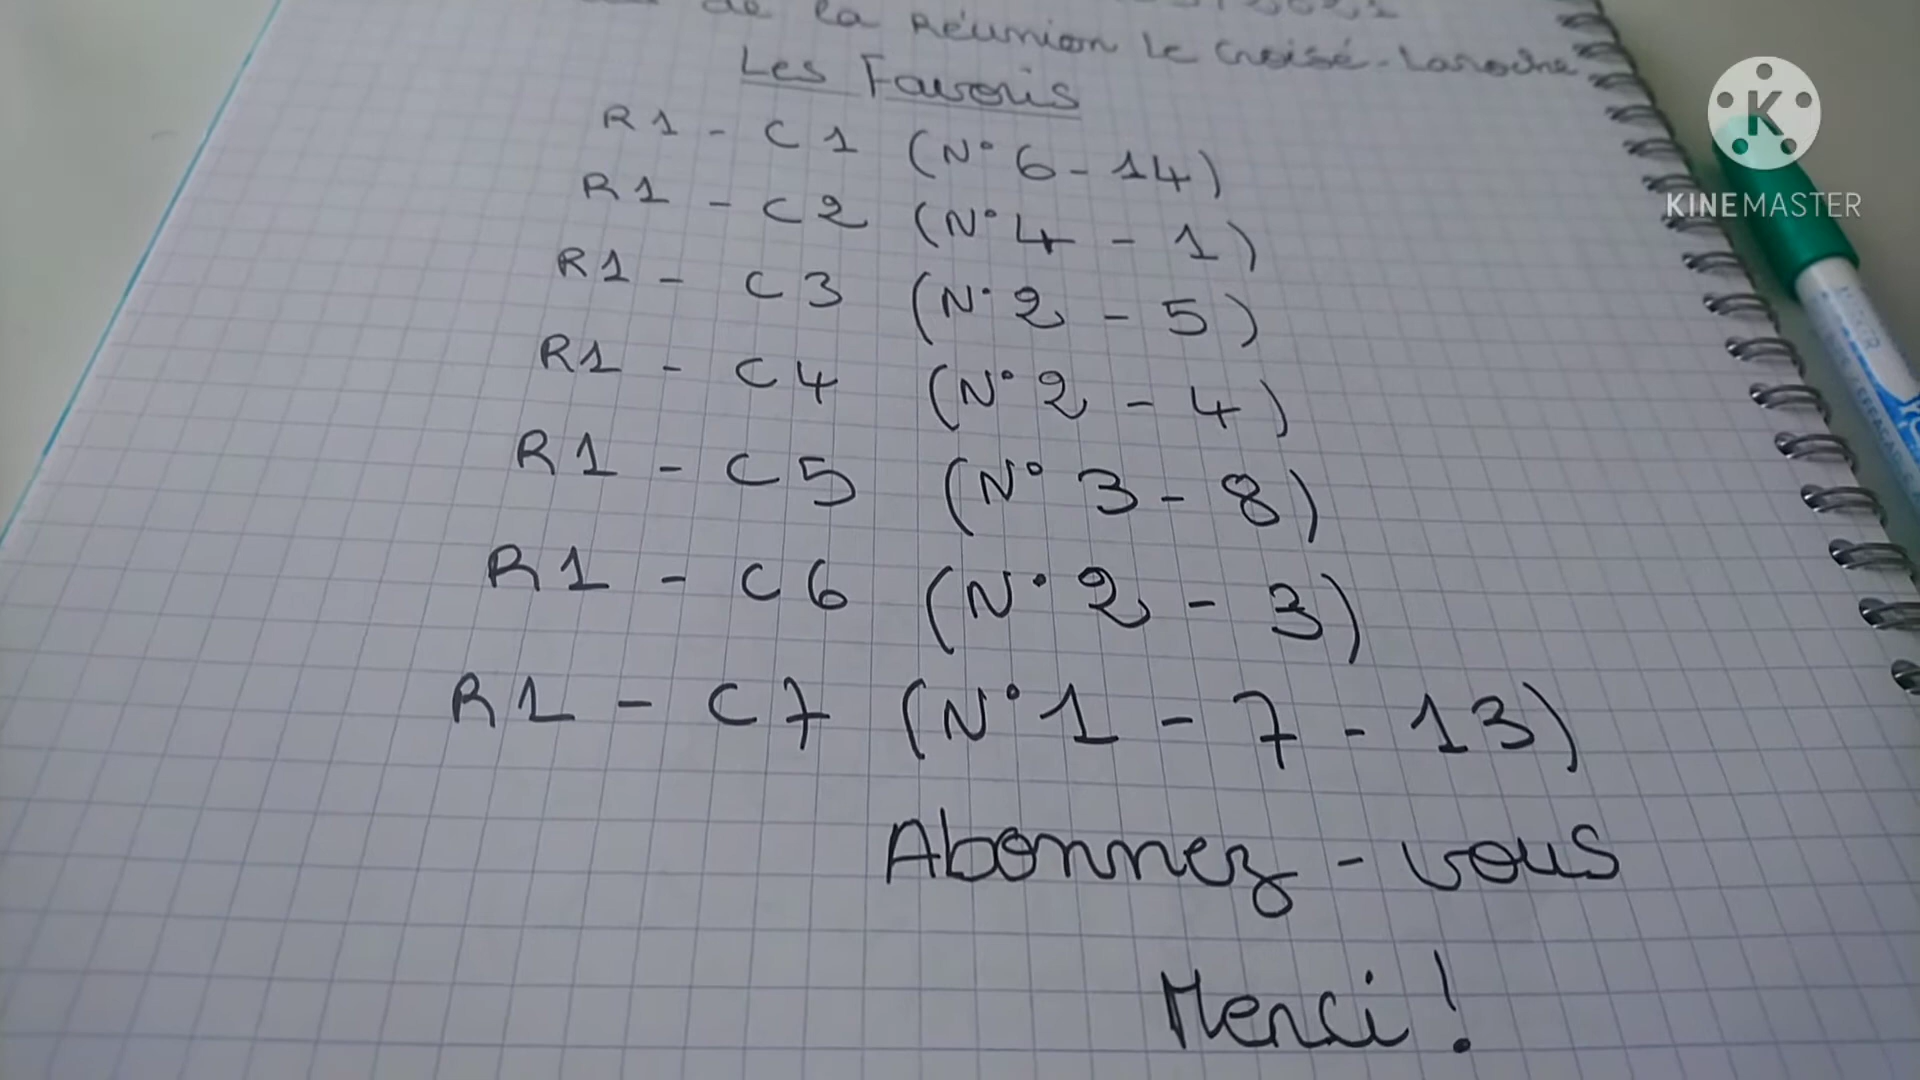 de la Réunion Le Croisé-Laroche
Les Favoris
R1 - C1 (N° 6 - 14)
R1 - C2 (N° 4 - 1)
R1 - C3 (N° 2 - 5)
R1 - C4 (N° 2 - 4)
R1 - C5 (N° 3 - 8)
R1 - C6 (N° 2 - 3)
R1 - C7 (N° 1 - 7 - 13)
Abonnez-vous
Merci !
KINEMASTER